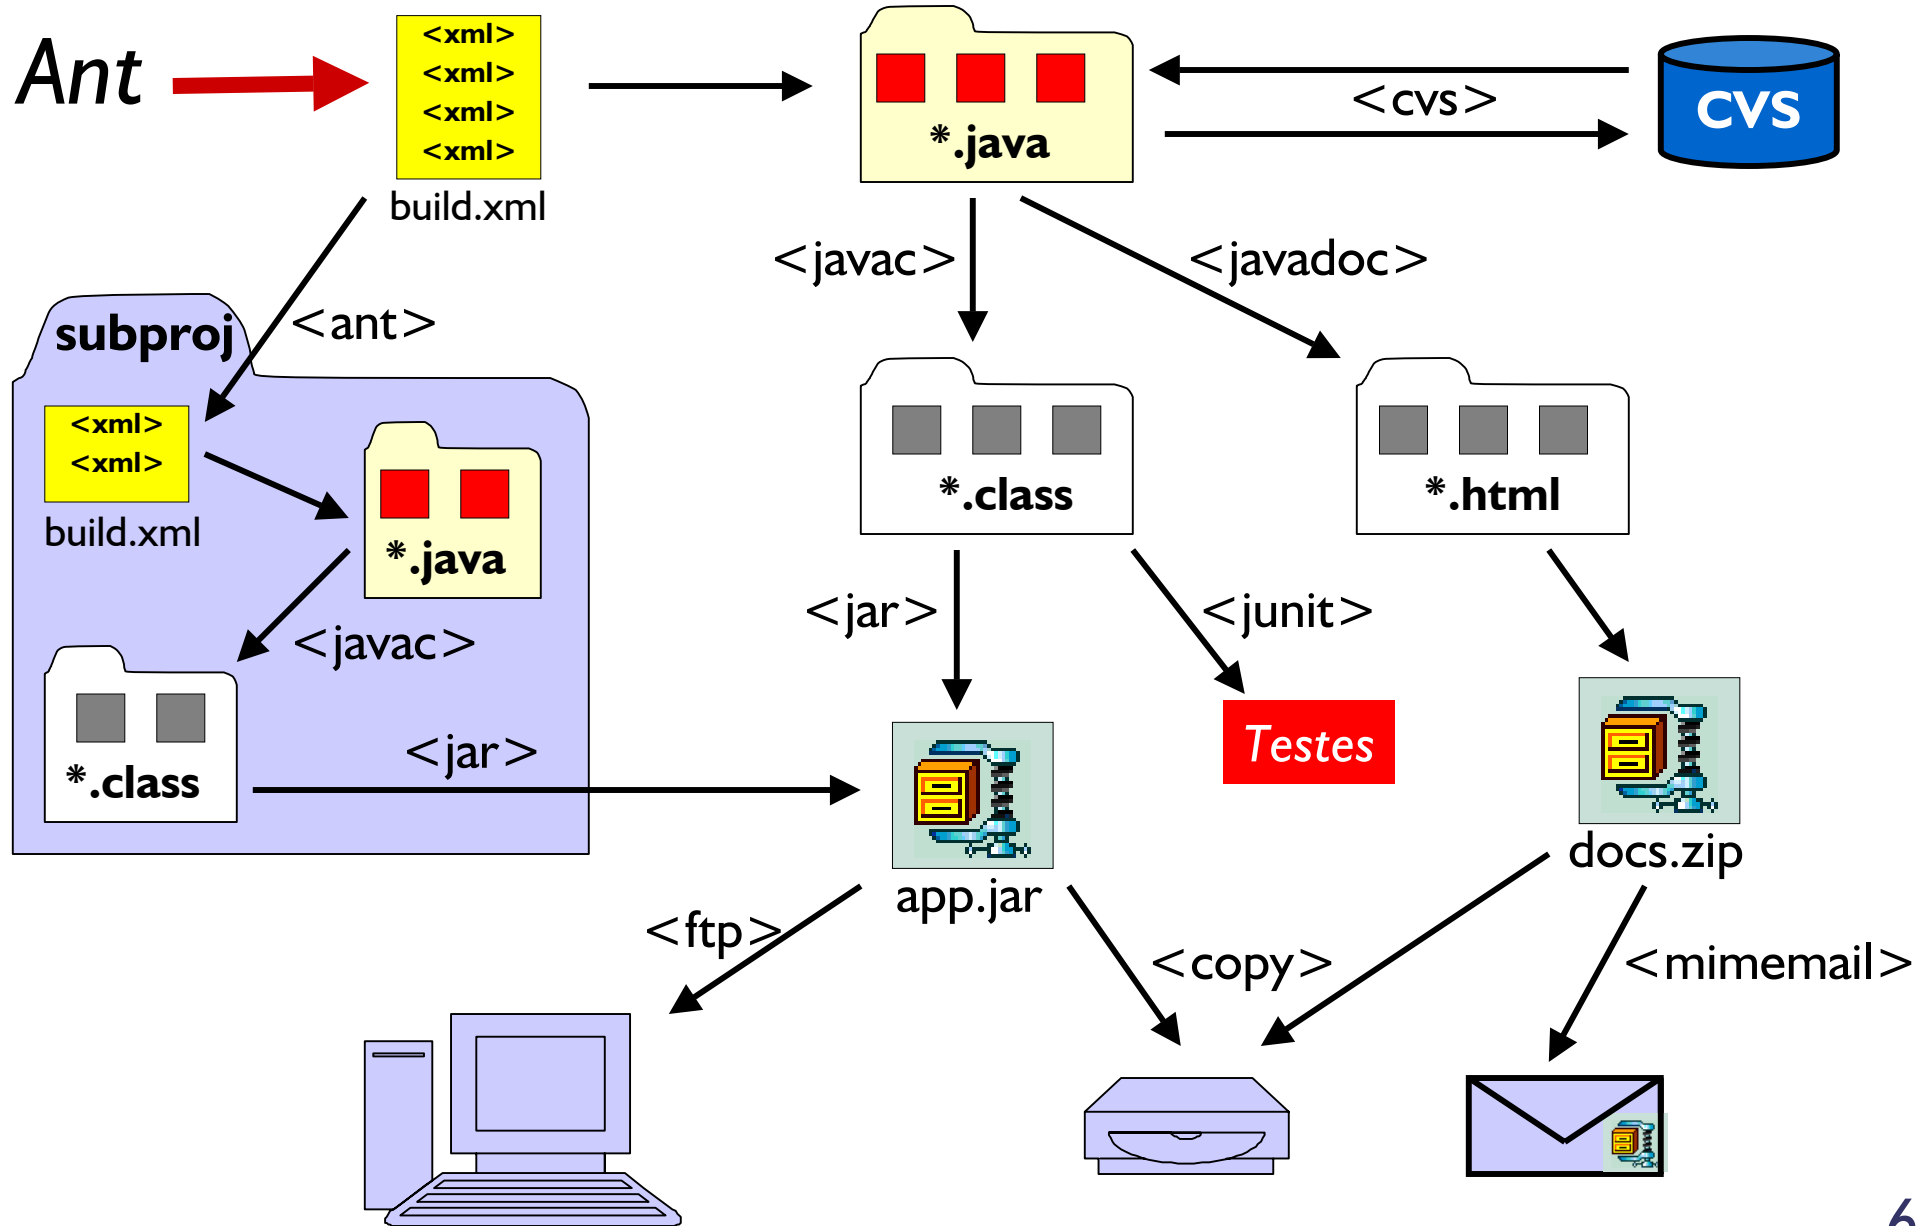 Ant
<xml>
<xml>
<xml>
<xml>
build.xml
*.java
<cvs>
CVS
<javac>
<javadoc>
<ant>
subproj
<xml>
<xml>
build.xml
*.java
<javac>
*.class
<jar>
*.class
*.html
<jar>
<junit>
Testes
app.jar
docs.zip
<ftp>
<copy>
<mimemail>
6